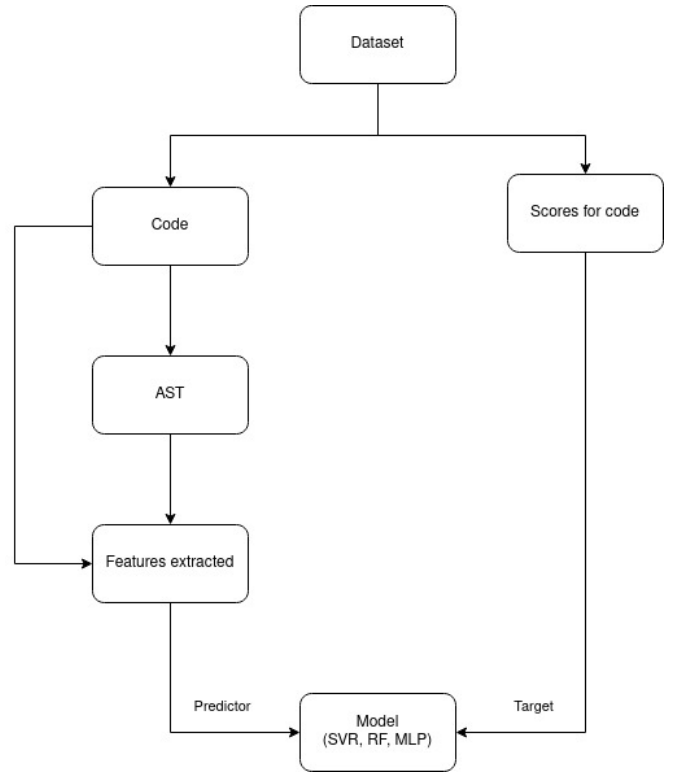 Dataset
Code
Scores for code
AST
Features extracted
Predictor
Target
Model
(SVR, RF, MLP)